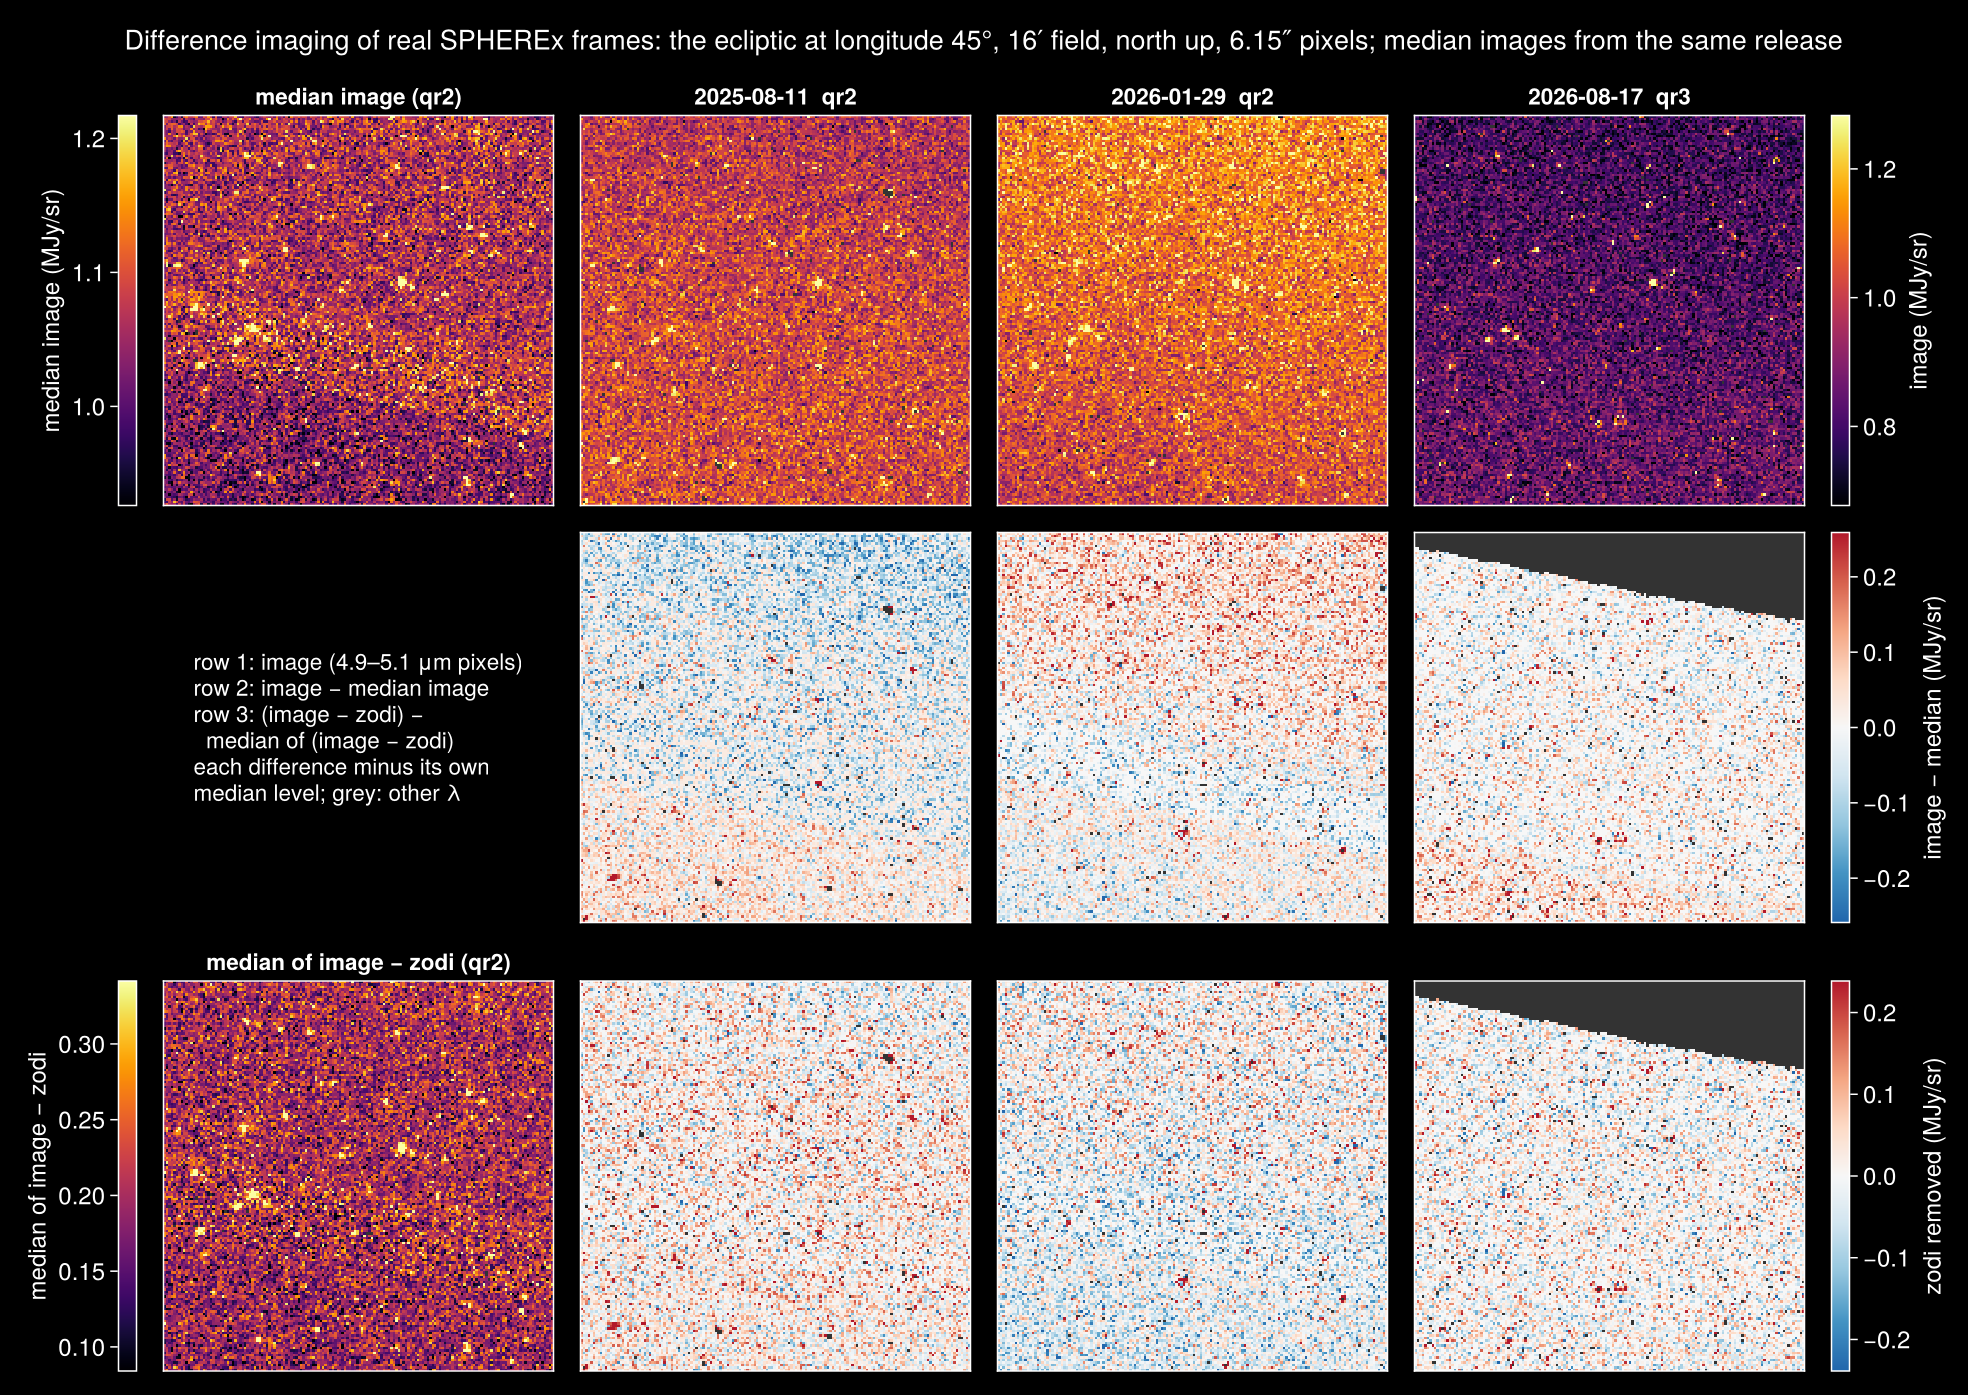 Difference imaging of real SPHEREx frames: the ecliptic at longitude 45°, 16′ field, north up, 6.15″ pixels; median images from the same release
median image (qr2)
2025-08-11 qr2
2026-01-29 qr2
2026-08-17 qr3
median image (MJy/sr)
1.2
1.1
1.0
image (MJy/sr)
1.2
1.0
0.8
row 1: image (4.9–5.1 µm pixels)
row 2: image − median image
row 3: (image − zodi) −
median of (image − zodi)
each difference minus its own
median level; grey: other λ
image − median (MJy/sr)
0.2
0.1
0.0
−0.1
−0.2
median of image − zodi (qr2)
median of image − zodi
0.30
0.25
0.20
0.15
0.10
zodi removed (MJy/sr)
0.2
0.1
0.0
−0.1
−0.2